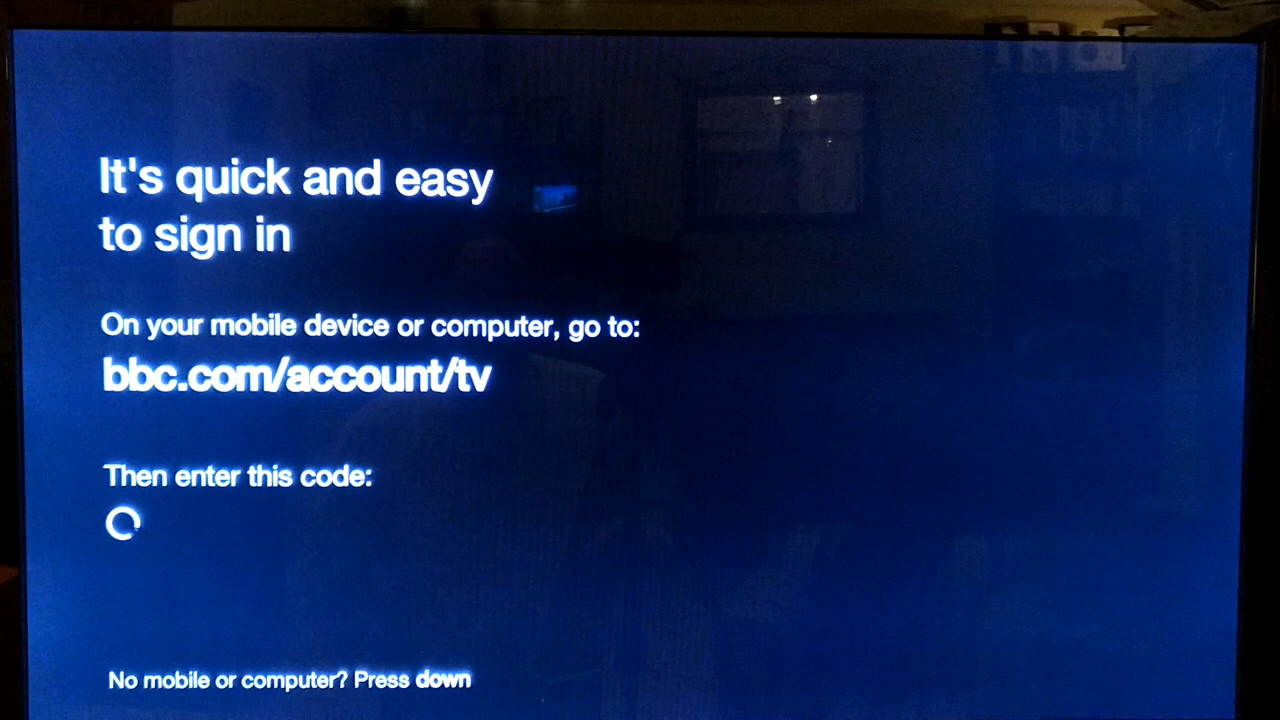 It's quick and easy
to sign in
On your mobile device or computer, go to:
bbc.com/account/tv
Then enter this code:
No mobile or computer? Press down